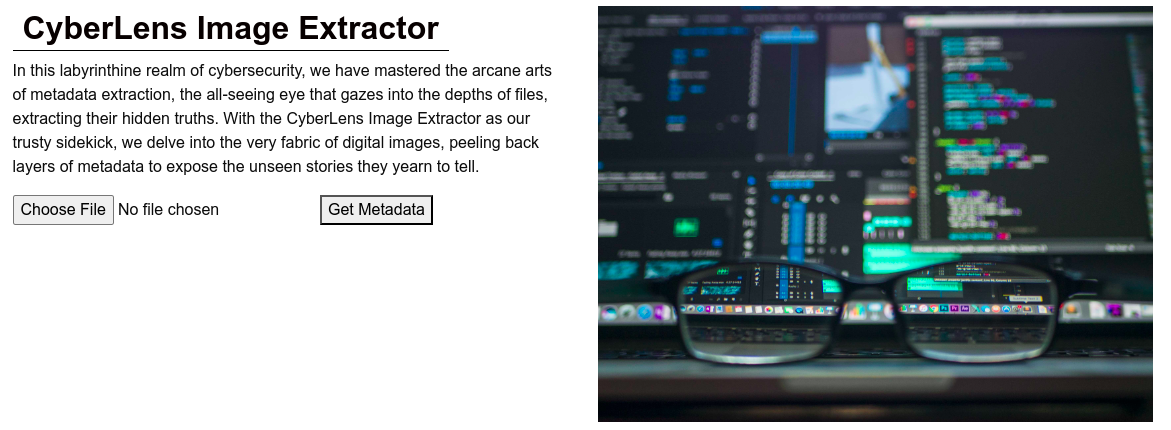 CyberLens Image Extractor
In this labyrinthine realm of cybersecurity, we have mastered the arcane arts
of metadata extraction, the all-seeing eye that gazes into the depths of files,
extracting their hidden truths. With the CyberLens Image Extractor as our
trusty sidekick, we delve into the very fabric of digital images, peeling back
layers of metadata to expose the unseen stories they yearn to tell.
Choose File No file chosen Get Metadata